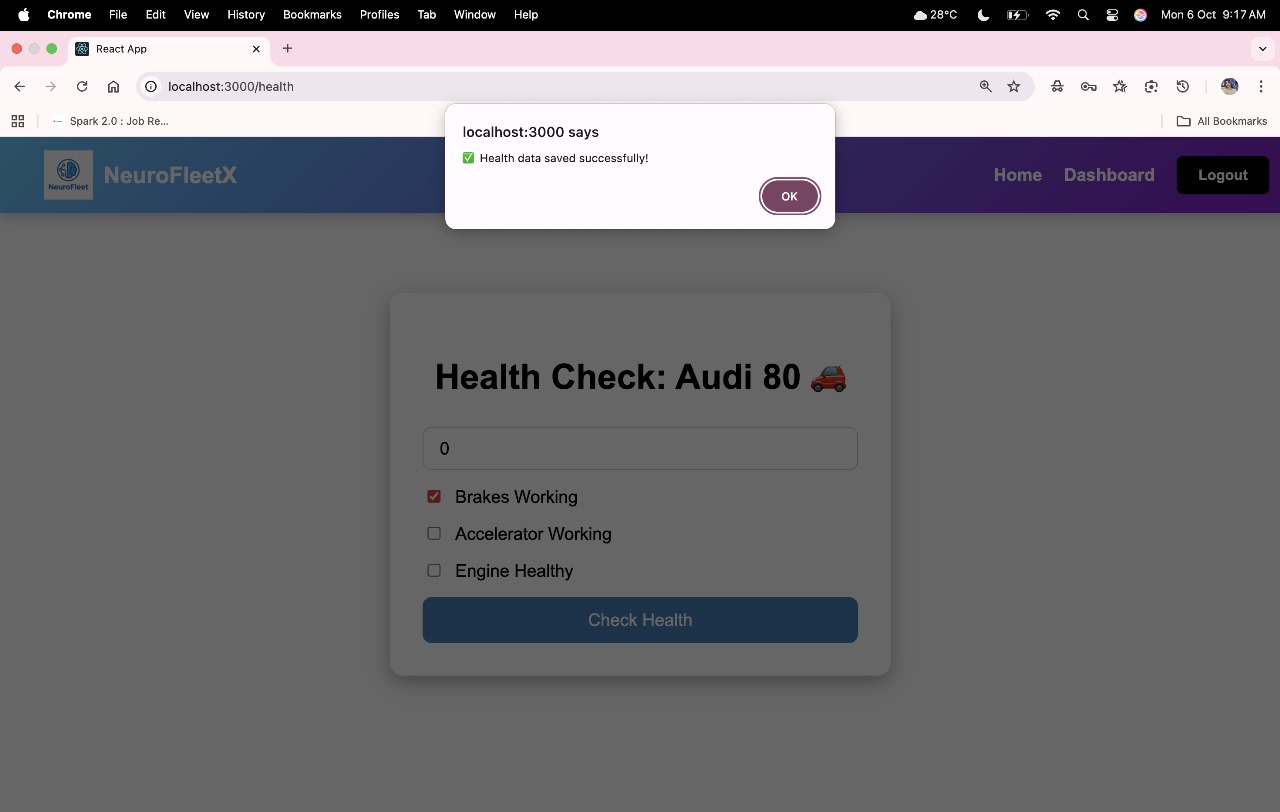 Chrome File Edit View History Bookmarks Profiles Tab Window Help 28°C Mon 6 Oct 9:17 AM
React App
localhost:3000/health
Spark 2.0 : Job Re... All Bookmarks
localhost:3000 says
✅ Health data saved successfully!
OK
NeuroFleet
NeuroFleetX Home Dashboard Logout
Health Check: Audi 80 🚗
0
Brakes Working
Accelerator Working
Engine Healthy
Check Health